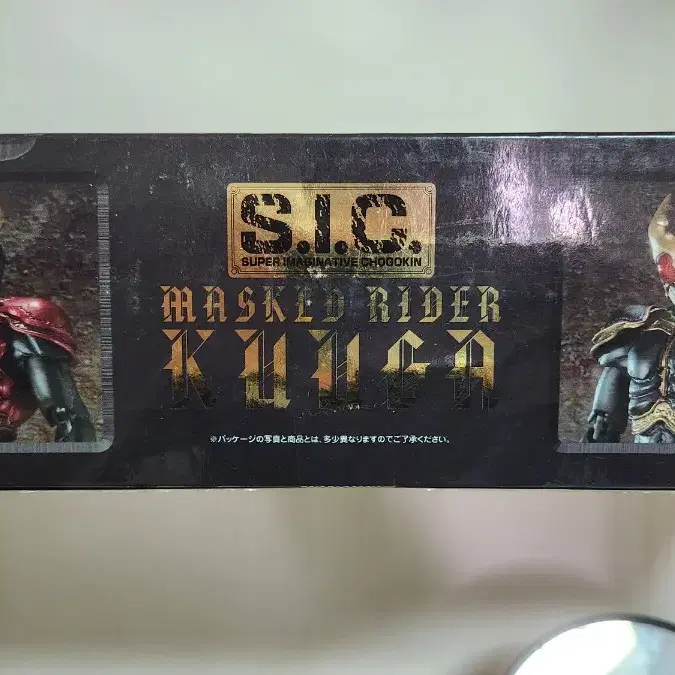 S.I.C.
SUPER IMAGINATIVE CHOGOKIN
MASKED RIDER
KUUGA
※パッケージの写真と商品とは、多少異なりますのでご了承ください。